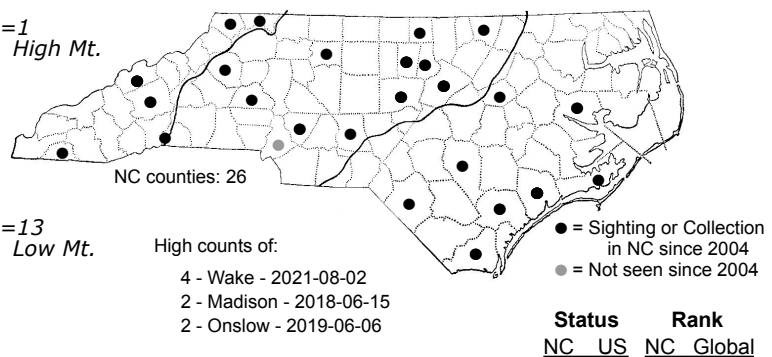 =1
High Mt.
NC counties: 26
=13
Low Mt.
High counts of:
4 - Wake - 2021-08-02
2 - Madison - 2018-06-15
2 - Onslow - 2019-06-06
● = Sighting or Collection
in NC since 2004
● = Not seen since 2004
Status Rank
NC US NC Global